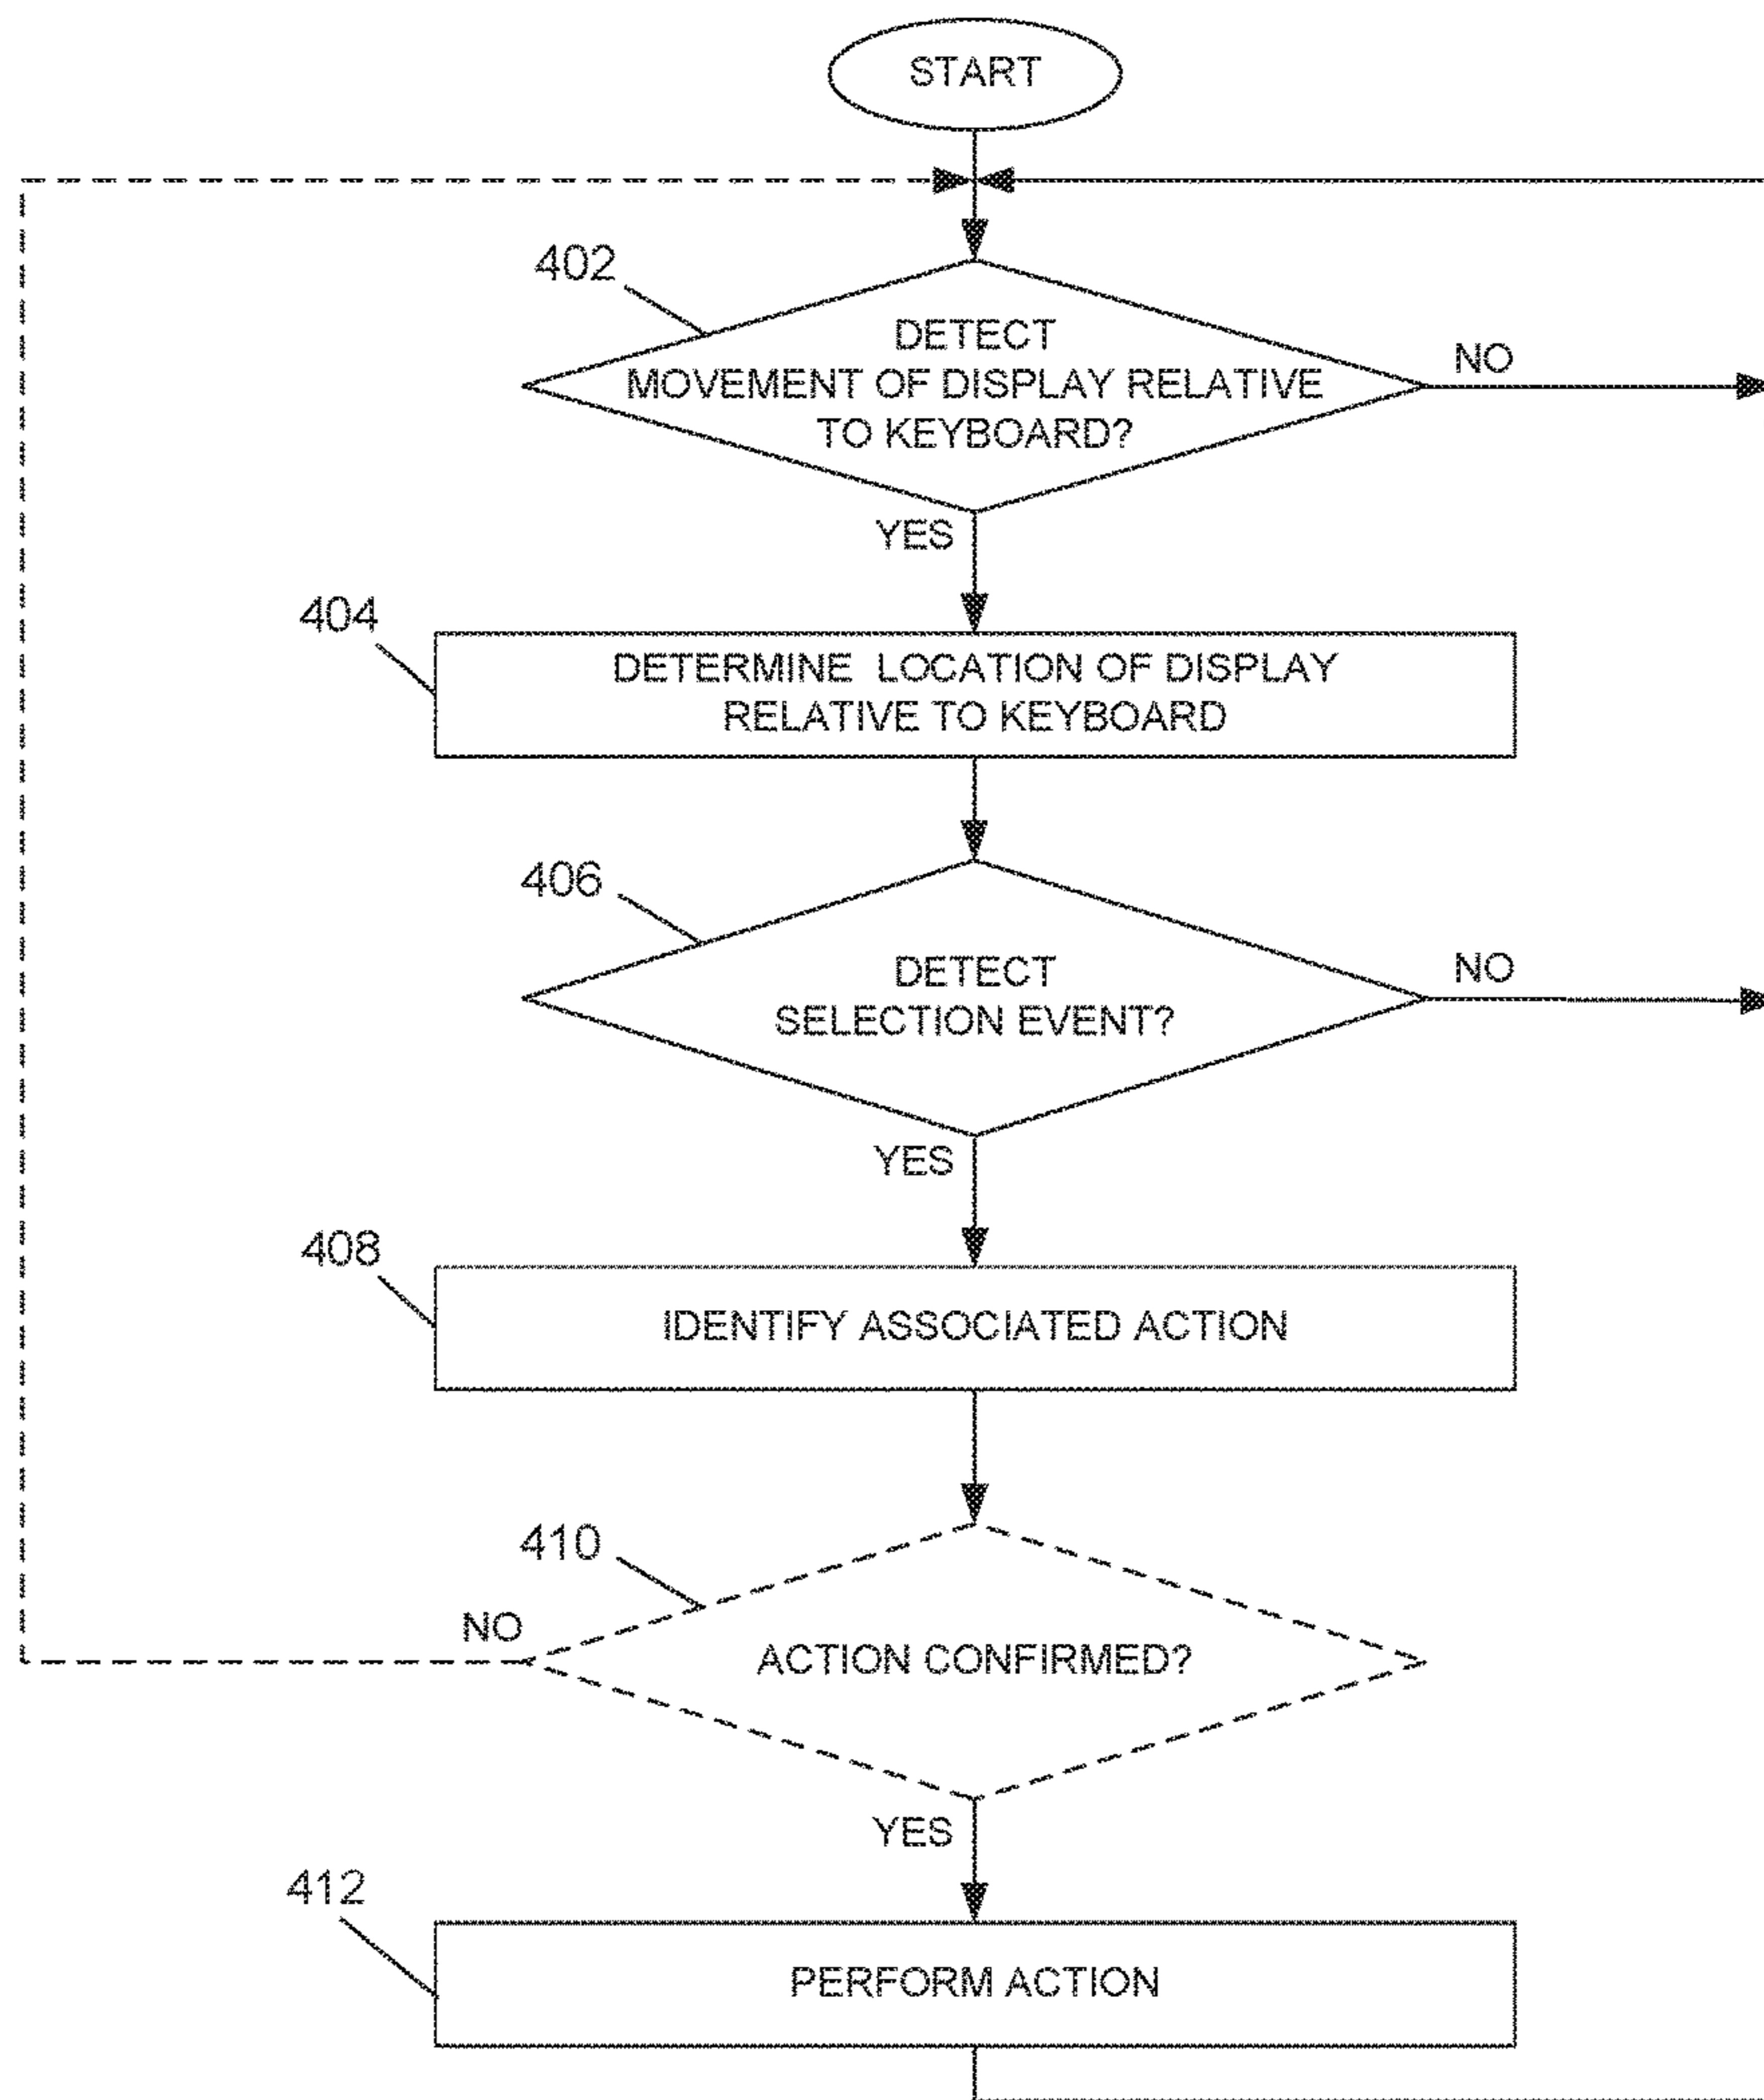 START
402
DETECT
MOVEMENT OF DISPLAY RELATIVE
TO KEYBOARD?
NO
YES
404
DETERMINE LOCATION OF DISPLAY
RELATIVE TO KEYBOARD
406
DETECT
SELECTION EVENT?
NO
YES
408
IDENTIFY ASSOCIATED ACTION
410
NO
ACTION CONFIRMED?
YES
412
PERFORM ACTION